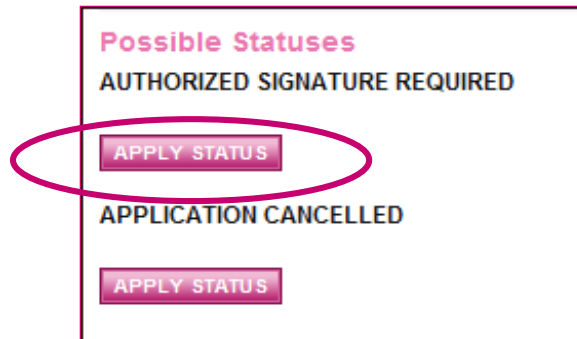 Possible Statuses
AUTHORIZED SIGNATURE REQUIRED
APPLY STATUS
APPLICATION CANCELLED
APPLY STATUS